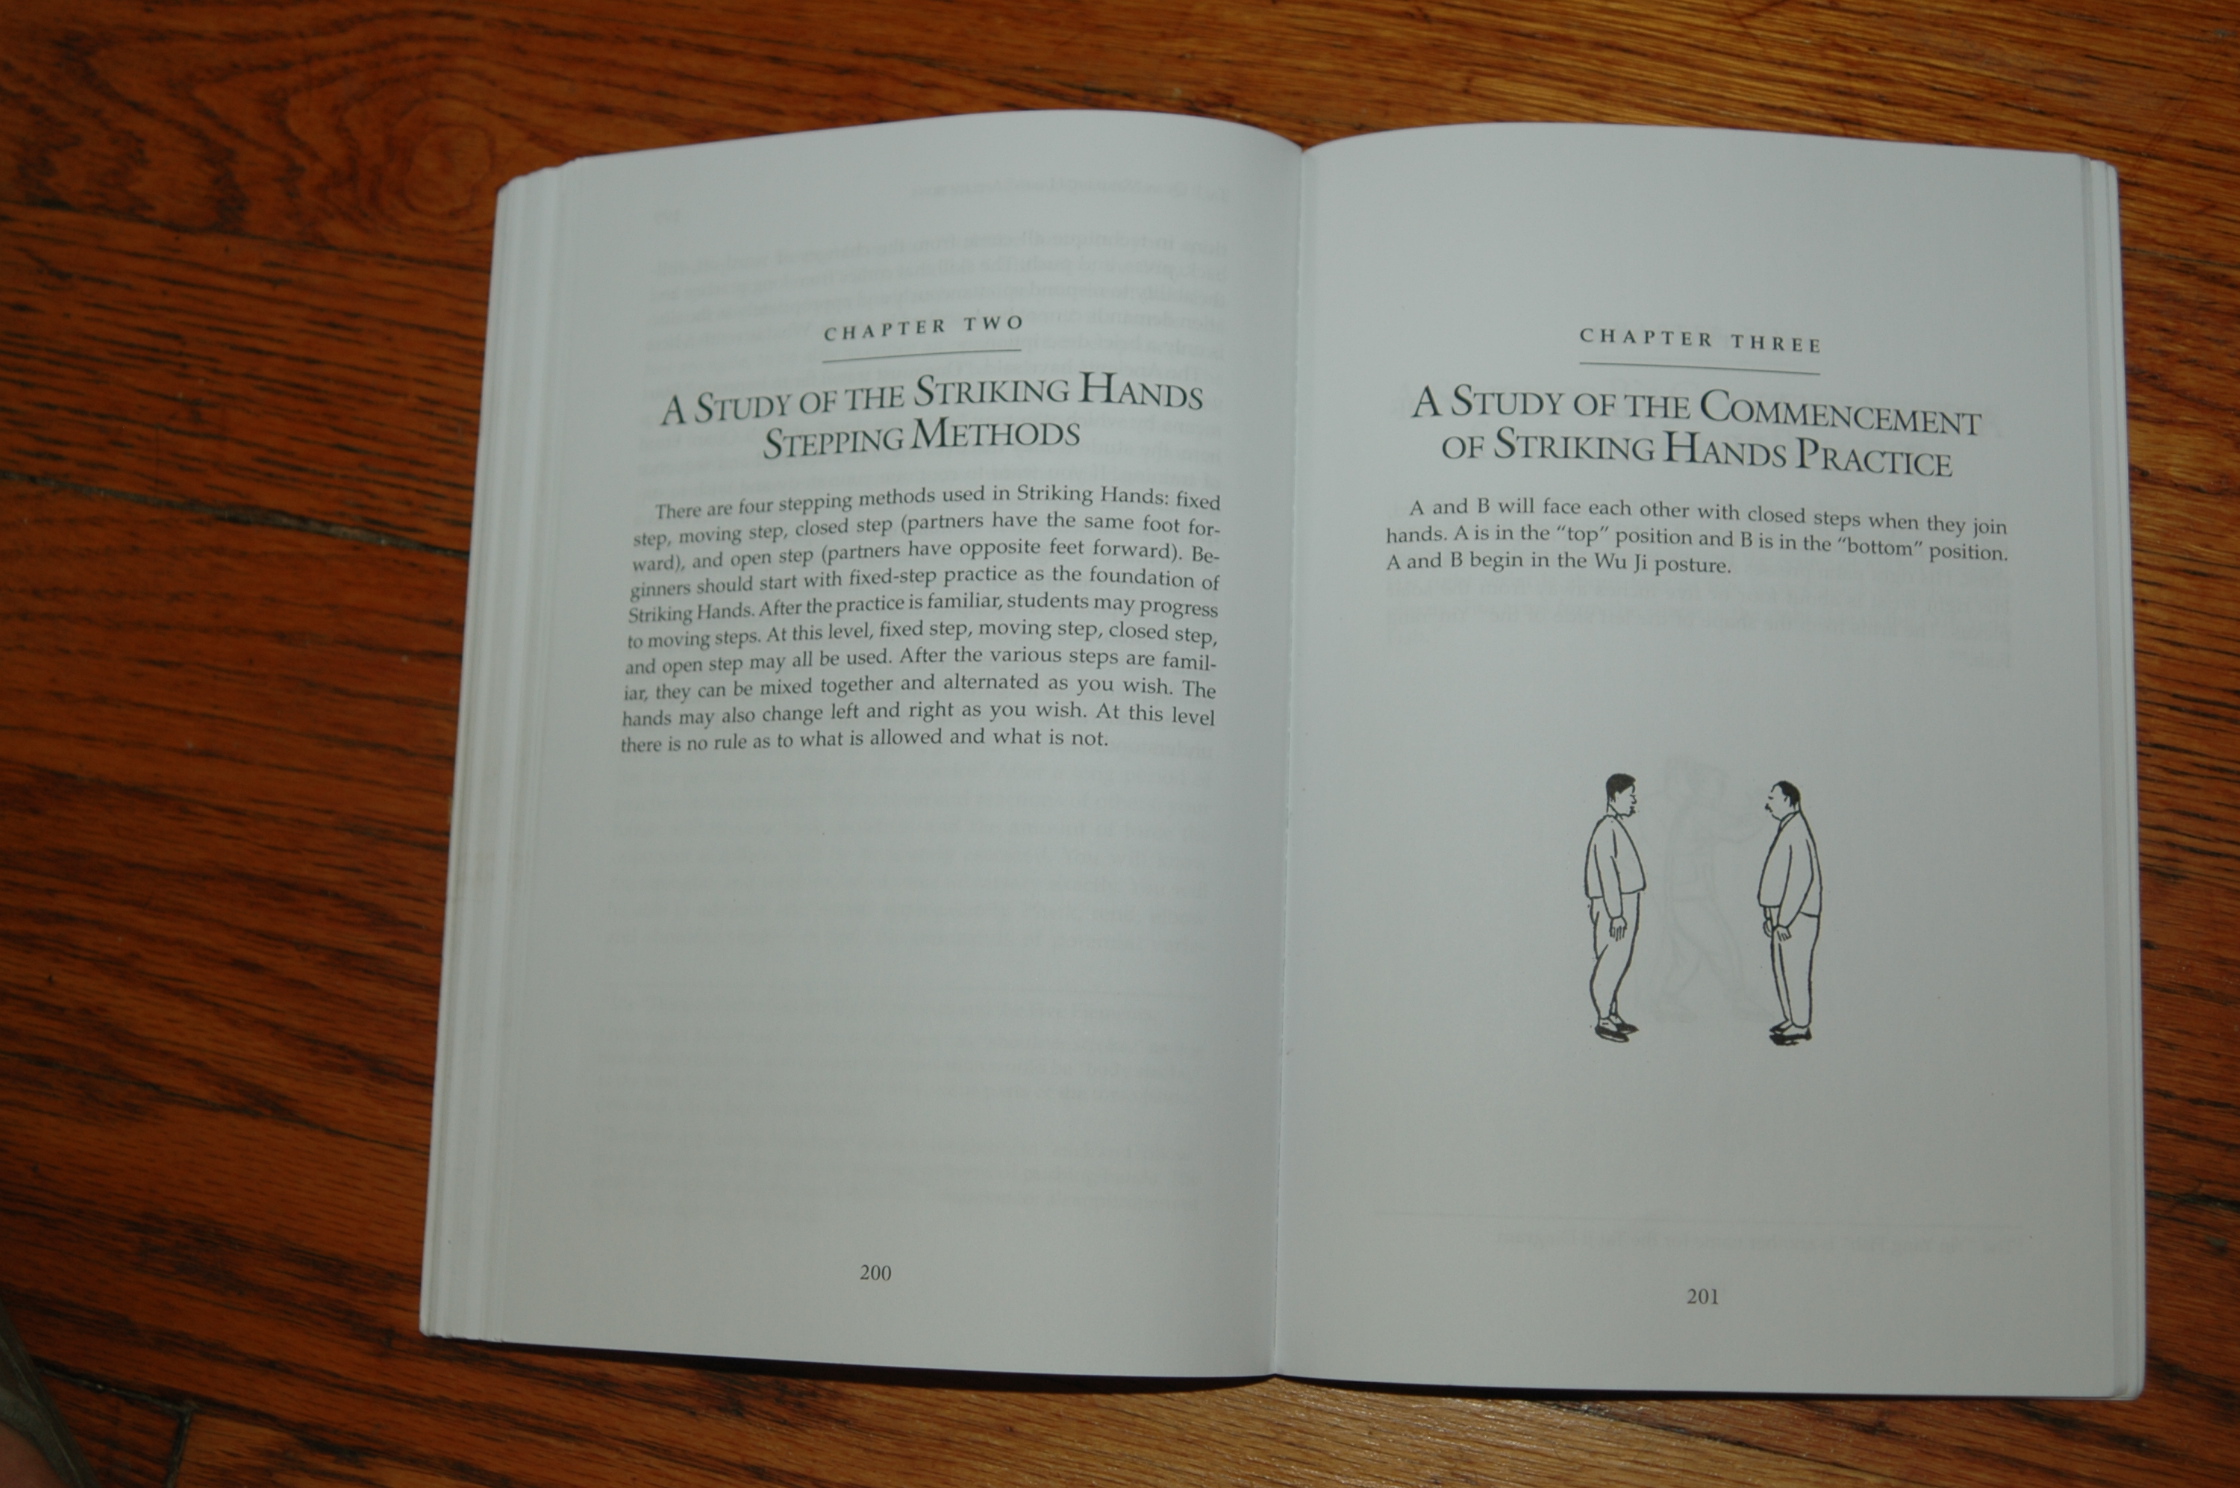 CHAPTER TWO
A STUDY OF THE STRIKING HANDS
STEPPING METHODS
There are four stepping methods used in Striking Hands: fixed
step, moving step, closed step (partners have the same foot for-
ward), and open step (partners have opposite feet forward). Be-
ginners should start with fixed-step practice as the foundation of
Striking Hands. After the practice is familiar, students may progress
to moving steps. At this level, fixed step, moving step, closed step,
and open step may all be used. After the various steps are famil-
iar, they can be mixed together and alternated as you wish. The
hands may also change left and right as you wish. At this level
there is no rule as to what is allowed and what is not.
200
CHAPTER THREE
A STUDY OF THE COMMENCEMENT
OF STRIKING HANDS PRACTICE
A and B will face each other with closed steps when they join
hands. A is in the "top" position and B is in the "bottom" position.
A and B begin in the Wu Ji posture.
201